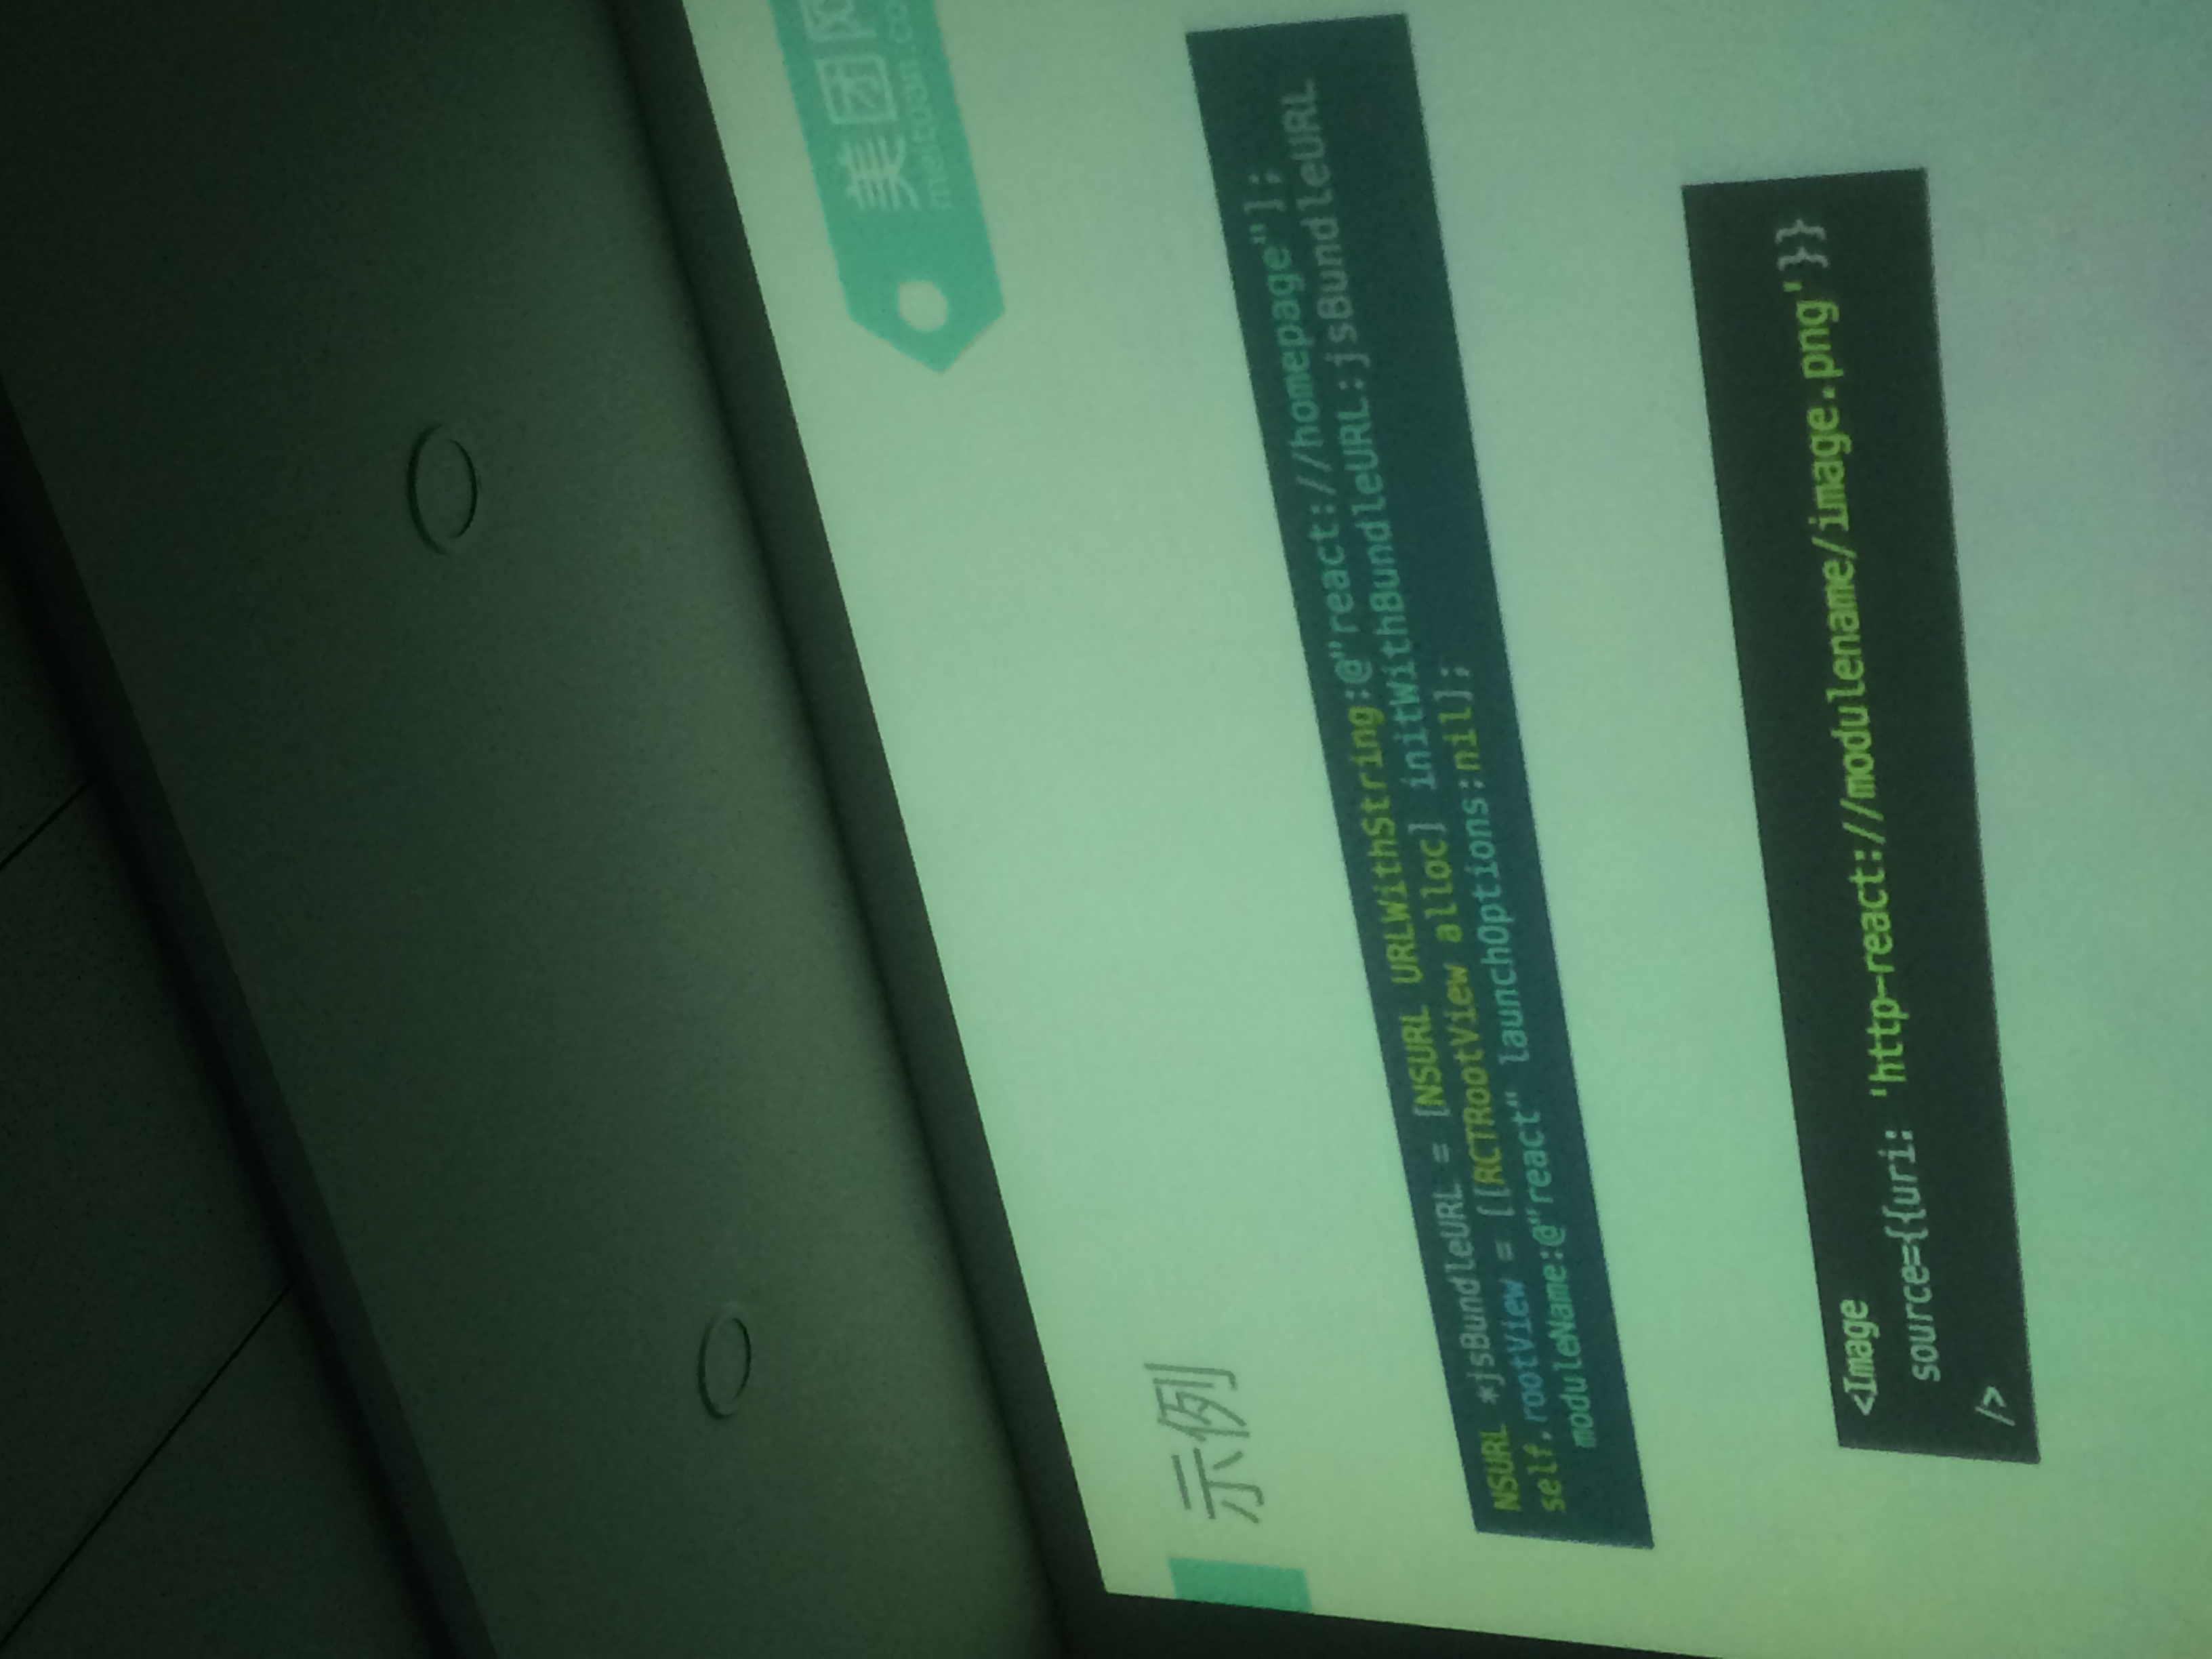 美团网
meituan.co
示例
NSURL *jsBundleURL = [NSURL URLWithString:@"react://homepage"];
self.rootView = [[RCTRootView alloc] initWithBundleURL:jsBundleURL
moduleName:@"react" launchOptions:nil];
<Image
source={{uri: 'http-react://modulename/image.png'}}
/>